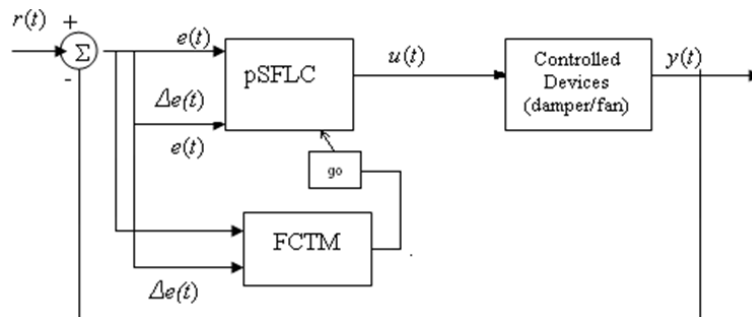 r(t)
+
Σ
-
e(t)
Δe(t)
e(t)
pSFLC
u(t)
Controlled
Devices
(damper/fan)
y(t)
go
FCTM
Δe(t)